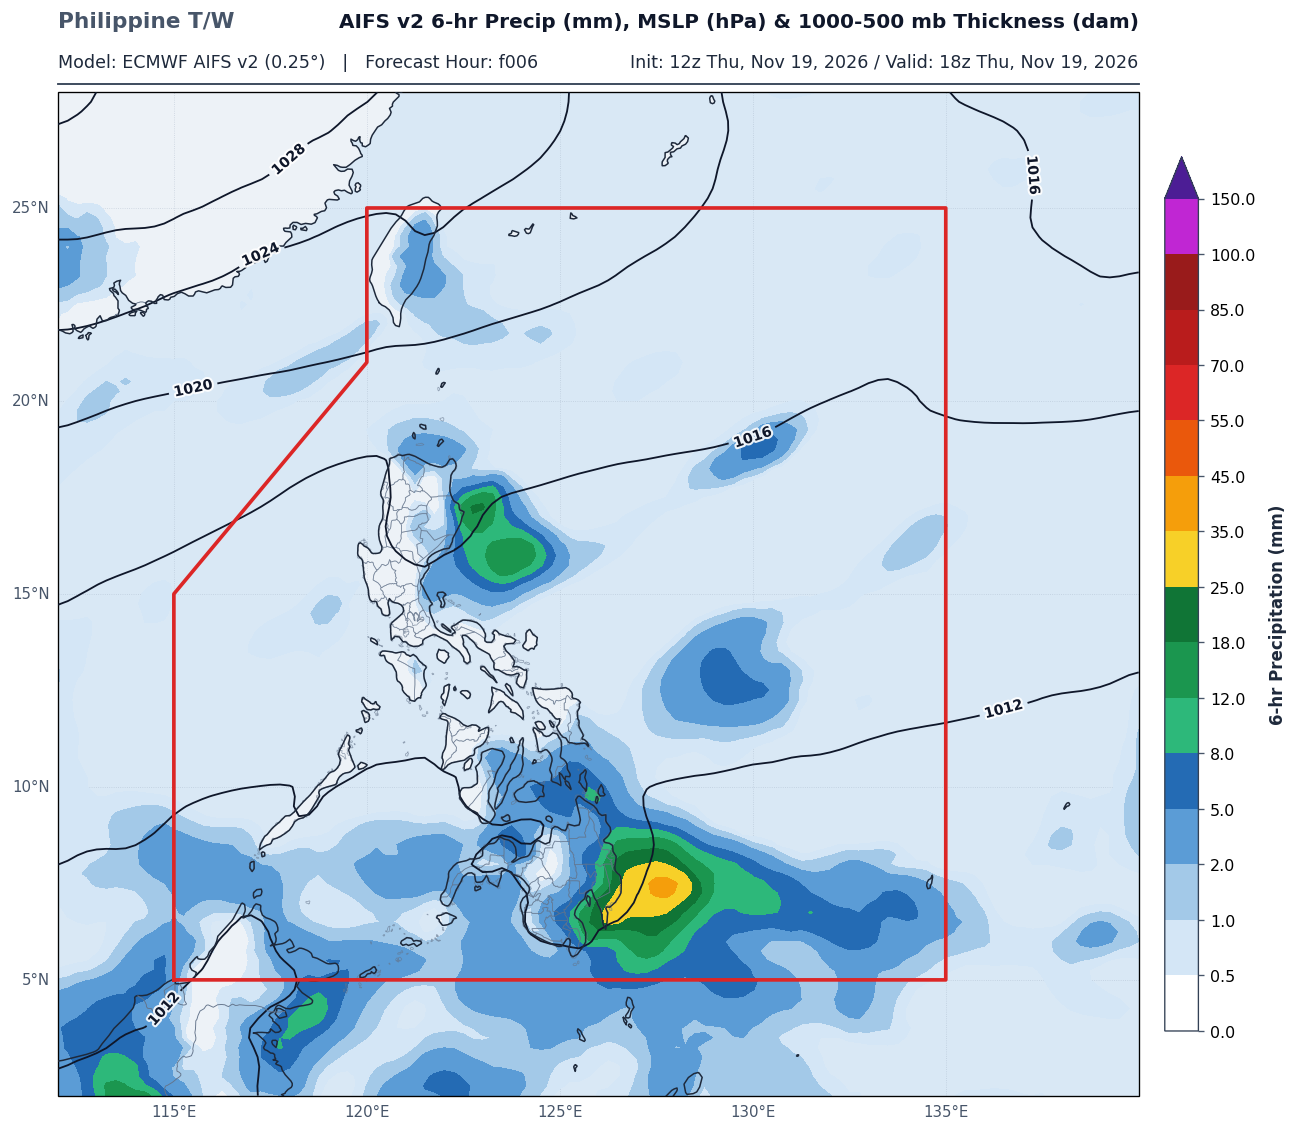 Philippine T/W
AIFS v2 6-hr Precip (mm), MSLP (hPa) & 1000-500 mb Thickness (dam)
Model: ECMWF AIFS v2 (0.25°) | Forecast Hour: f006
Init: 12z Thu, Nov 19, 2026 / Valid: 18z Thu, Nov 19, 2026
1028
1016
1024
1020
1016
1012
1012
25°N
20°N
15°N
10°N
5°N
115°E
120°E
125°E
130°E
135°E
150.0
100.0
85.0
70.0
55.0
45.0
35.0
25.0
18.0
12.0
8.0
5.0
2.0
1.0
0.5
0.0
6-hr Precipitation (mm)